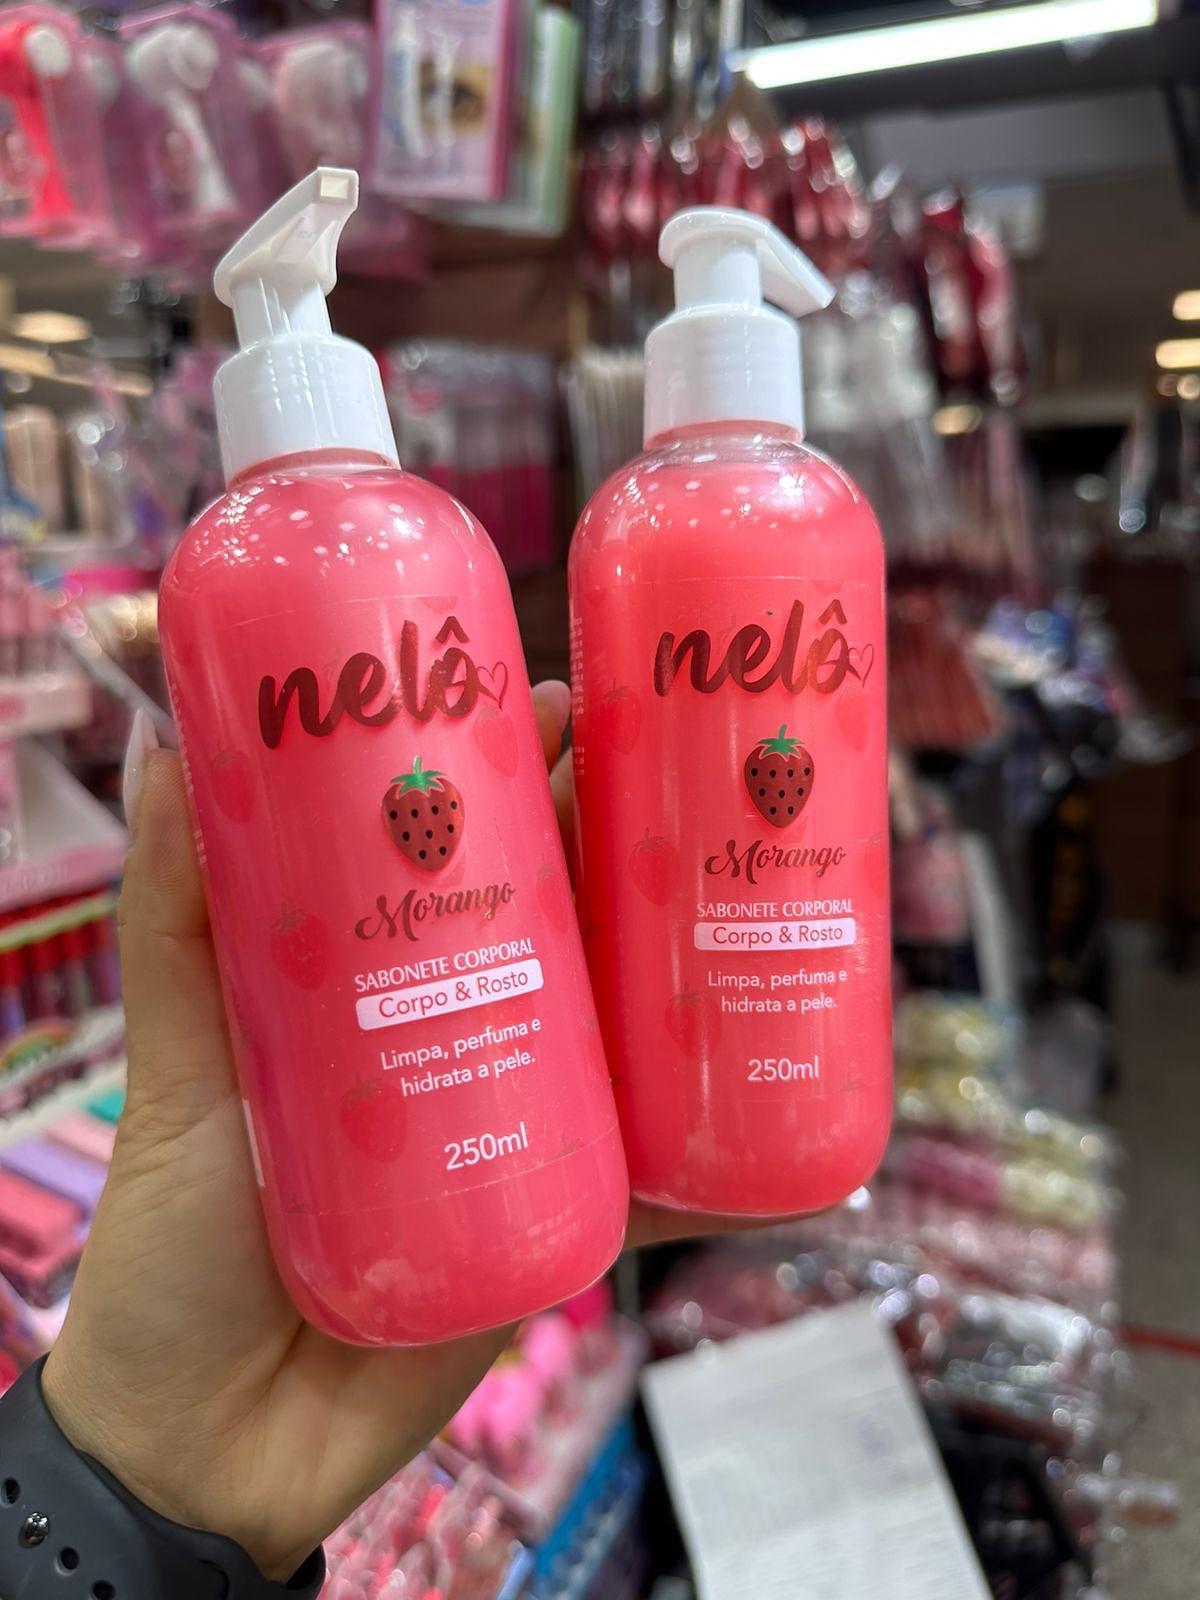 nelô
Morango
SABONETE CORPORAL
Corpo & Rosto
Limpa, perfuma e
hidrata a pele.
250ml
nelô
Morango
SABONETE CORPORAL
Corpo & Rosto
Limpa, perfuma e
hidrata a pele.
250ml